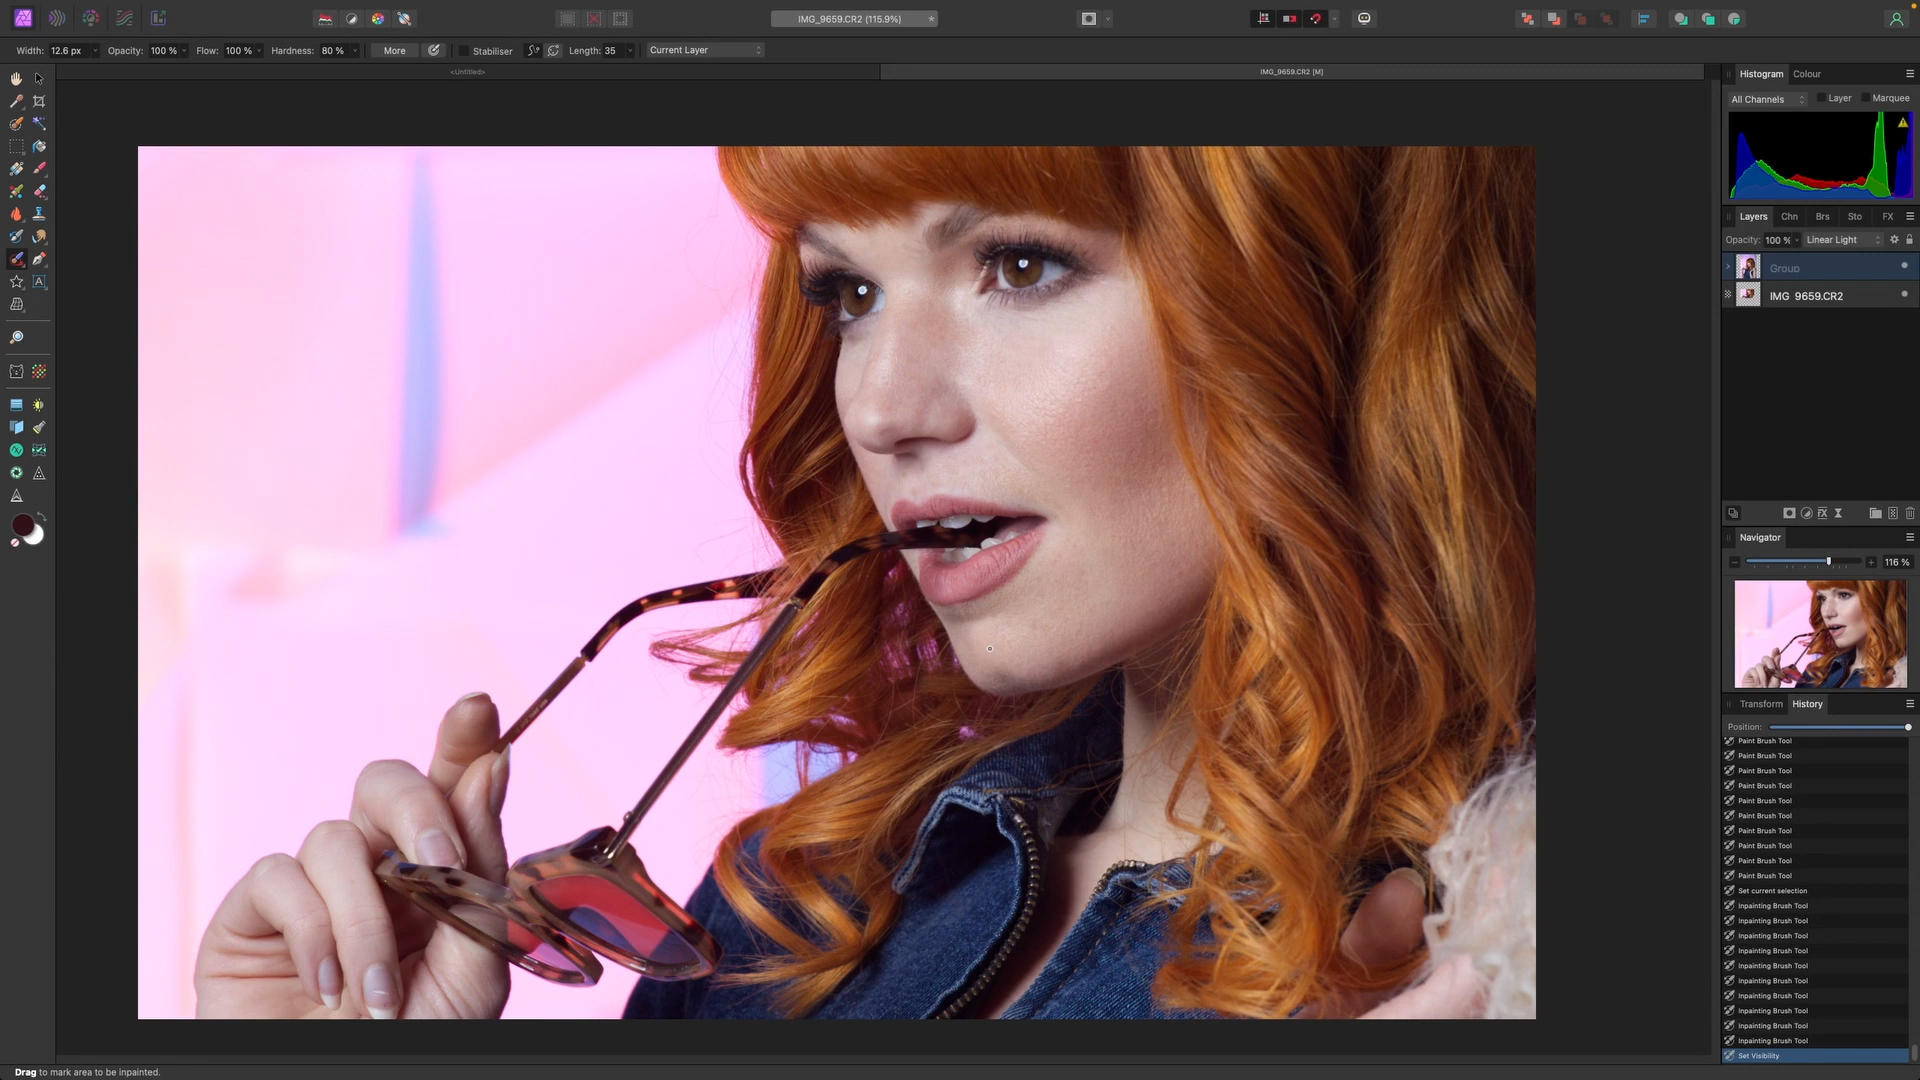 IMG_9659.CR2 (115.9%)
*
Width: 12.6 px
Opacity: 100 %
Flow: 100 %
Hardness: 80 %
More
Stabiliser
Length: 35
Current Layer
<Untitled>
IMG_9659.CR2 [M]
Histogram
Colour
All Channels
Layer
Marquee
Layers
Chn
Brs
Sto
FX
Opacity: 100 %
Linear Light
Group
IMG_9659.CR2
Navigator
116 %
Transform
History
Position:
Paint Brush Tool
Paint Brush Tool
Paint Brush Tool
Paint Brush Tool
Paint Brush Tool
Paint Brush Tool
Paint Brush Tool
Paint Brush Tool
Paint Brush Tool
Paint Brush Tool
Set current selection
Inpainting Brush Tool
Inpainting Brush Tool
Inpainting Brush Tool
Inpainting Brush Tool
Inpainting Brush Tool
Inpainting Brush Tool
Inpainting Brush Tool
Inpainting Brush Tool
Inpainting Brush Tool
Inpainting Brush Tool
Set Visibility
Drag to mark area to be inpainted.